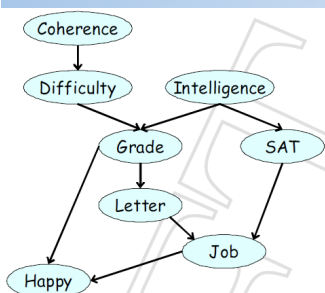 Coherence
Difficulty Intelligence
Grade SAT
Letter
Job
Happy